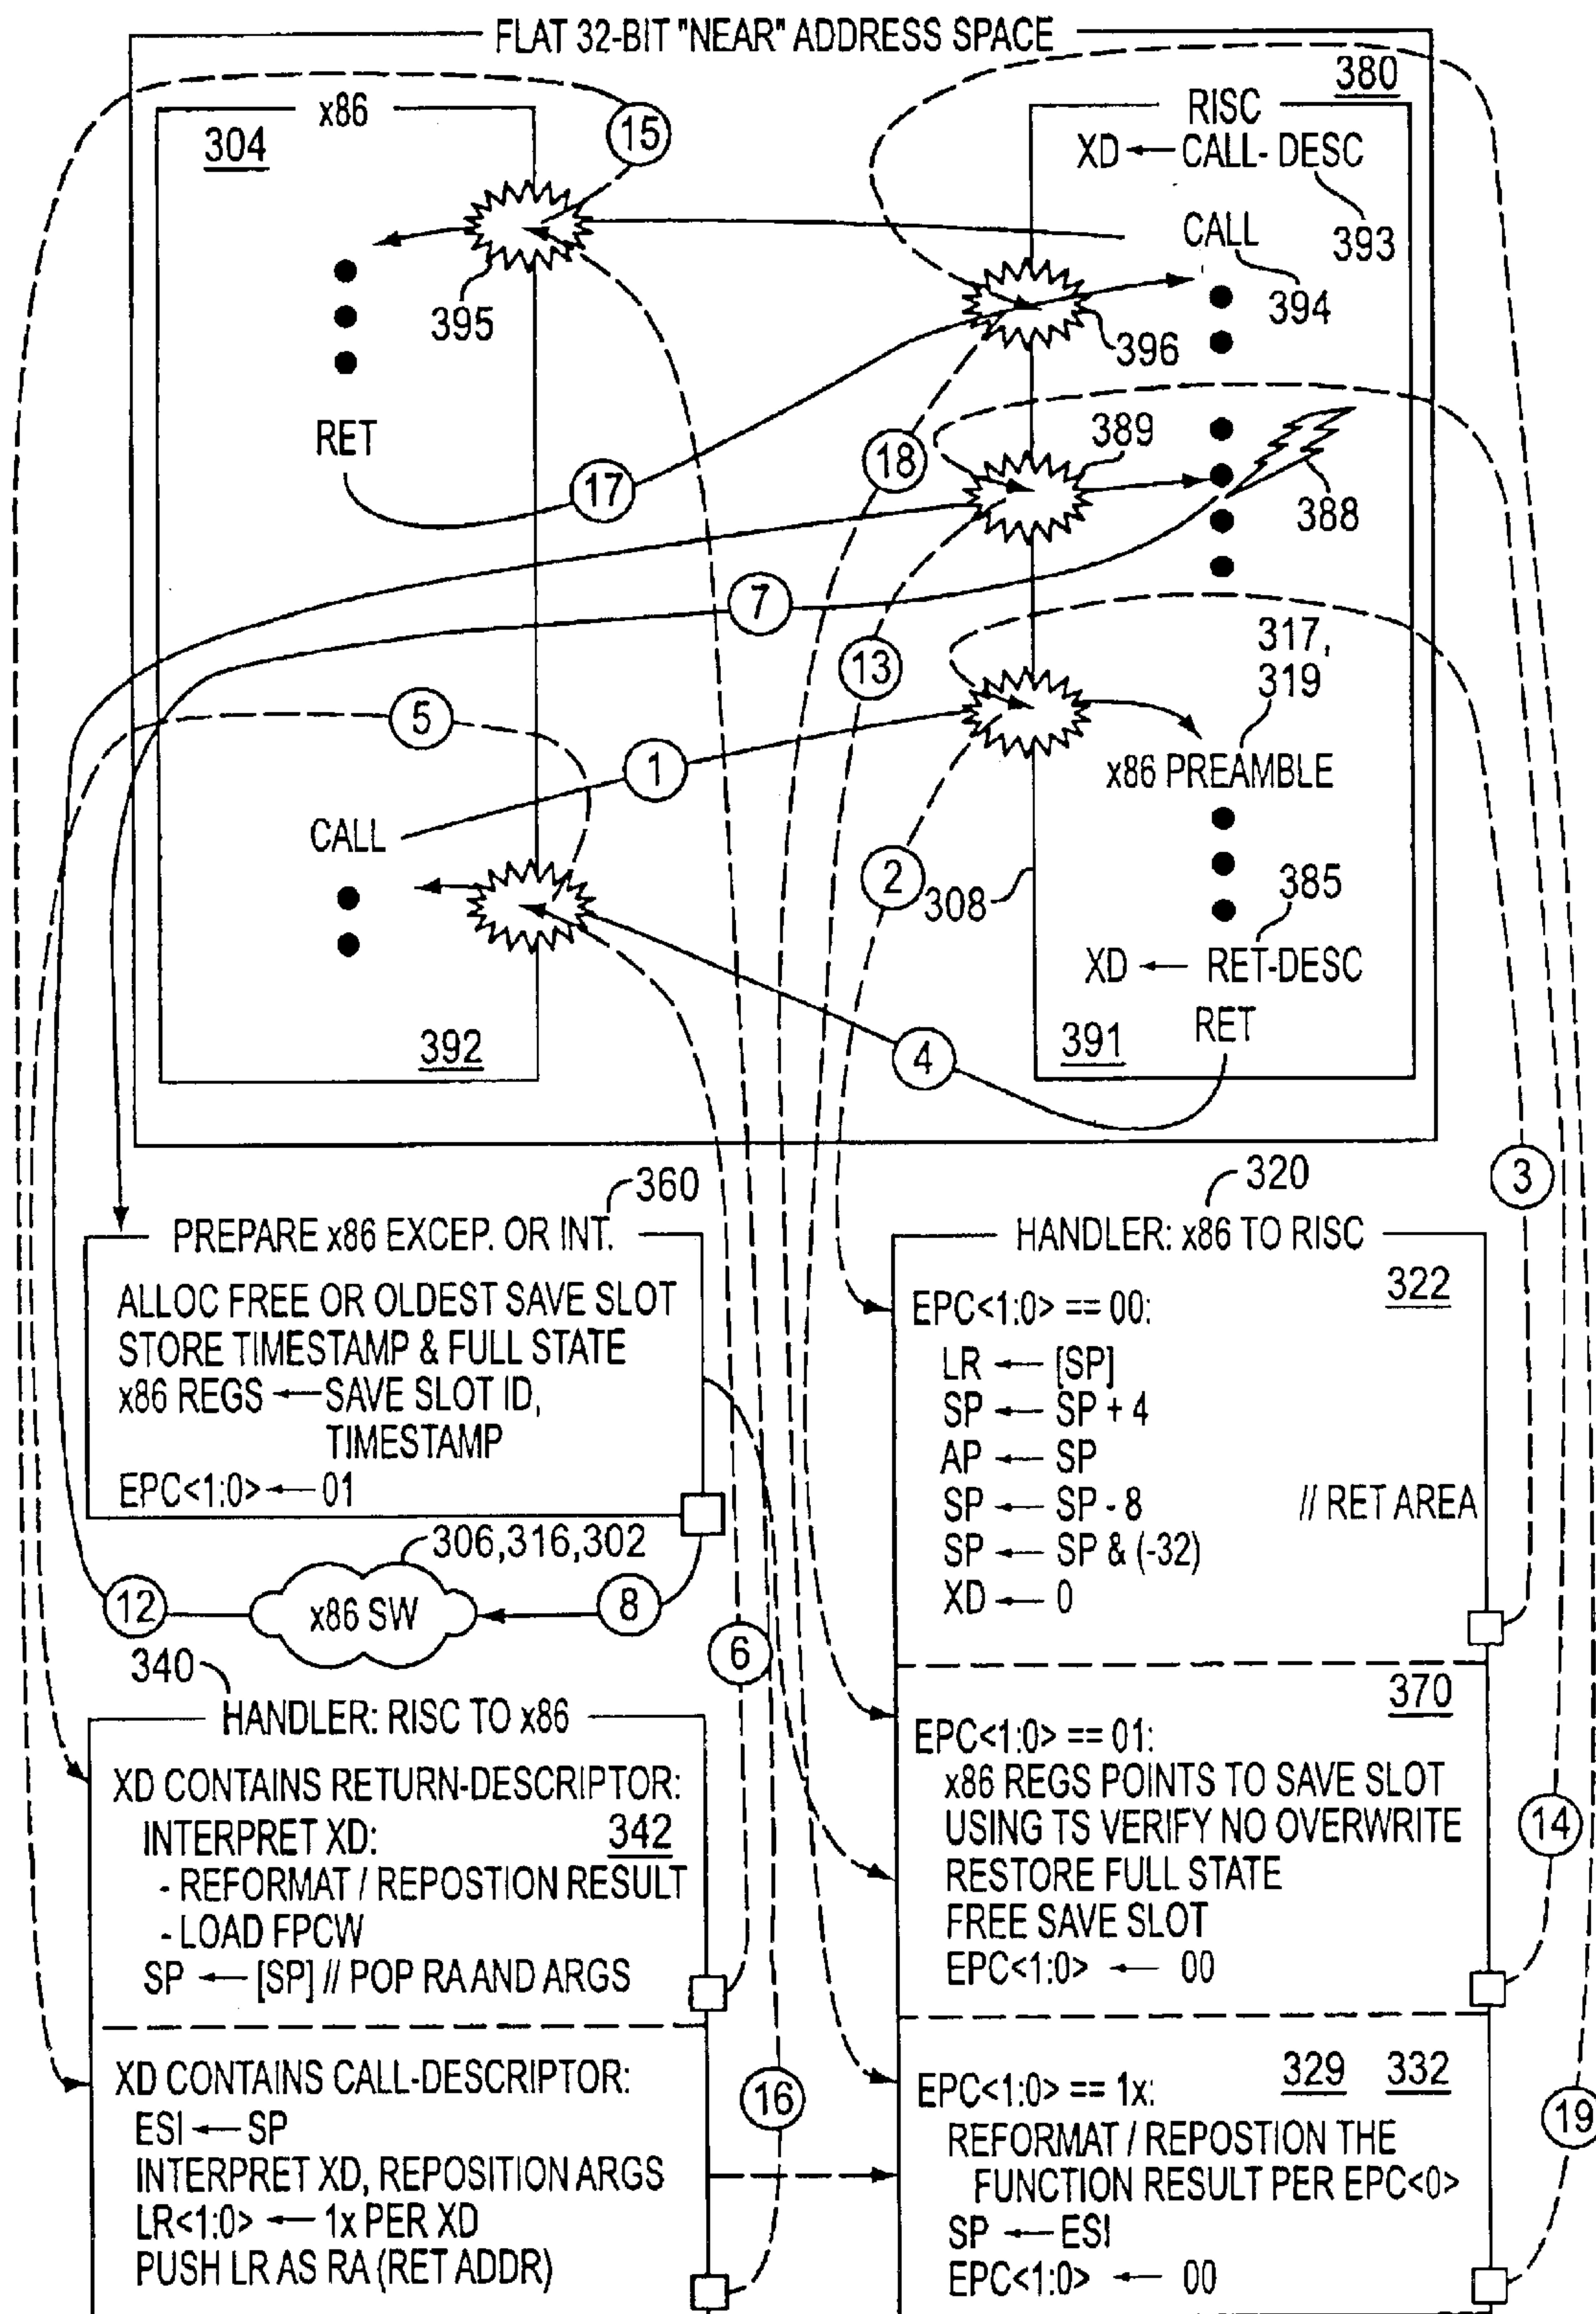 FLAT 32-BIT "NEAR" ADDRESS SPACE
380
x86
304
15
395
RET
17
RISC
XD ← CALL- DESC
393
CALL
394
396
18
389
388
7
13
317,
319
5
1
x86 PREAMBLE
CALL
2
308
385
XD ← RET-DESC
RET
392
391
4
3
360
PREPARE x86 EXCEP. OR INT.
ALLOC FREE OR OLDEST SAVE SLOT
STORE TIMESTAMP & FULL STATE
x86 REGS ← SAVE SLOT ID,
TIMESTAMP
EPC<1:0> ← 01
306,316,302
12
x86 SW
8
6
320
HANDLER: x86 TO RISC
322
EPC<1:0> == 00:
LR ← [SP]
SP ← SP + 4
AP ← SP
SP ← SP - 8 // RET AREA
SP ← SP & (-32)
XD ← 0
370
EPC<1:0> == 01:
x86 REGS POINTS TO SAVE SLOT
USING TS VERIFY NO OVERWRITE
RESTORE FULL STATE
FREE SAVE SLOT
EPC<1:0> ← 00
14
340
HANDLER: RISC TO x86
XD CONTAINS RETURN-DESCRIPTOR:
INTERPRET XD: 342
- REFORMAT / REPOSTION RESULT
- LOAD FPCW
SP ← [SP] // POP RA AND ARGS
XD CONTAINS CALL-DESCRIPTOR:
ESI ← SP
INTERPRET XD, REPOSITION ARGS
LR<1:0> ← 1x PER XD
PUSH LR AS RA (RET ADDR)
16
EPC<1:0> == 1x: 329 332
REFORMAT / REPOSTION THE
FUNCTION RESULT PER EPC<0>
SP ← ESI
EPC<1:0> ← 00
19